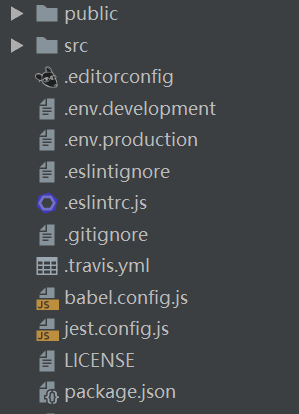 public
src
.editorconfig
.env.development
.env.production
.eslintignore
.eslintrc.js
.gitignore
.travis.yml
babel.config.js
jest.config.js
LICENSE
package.json